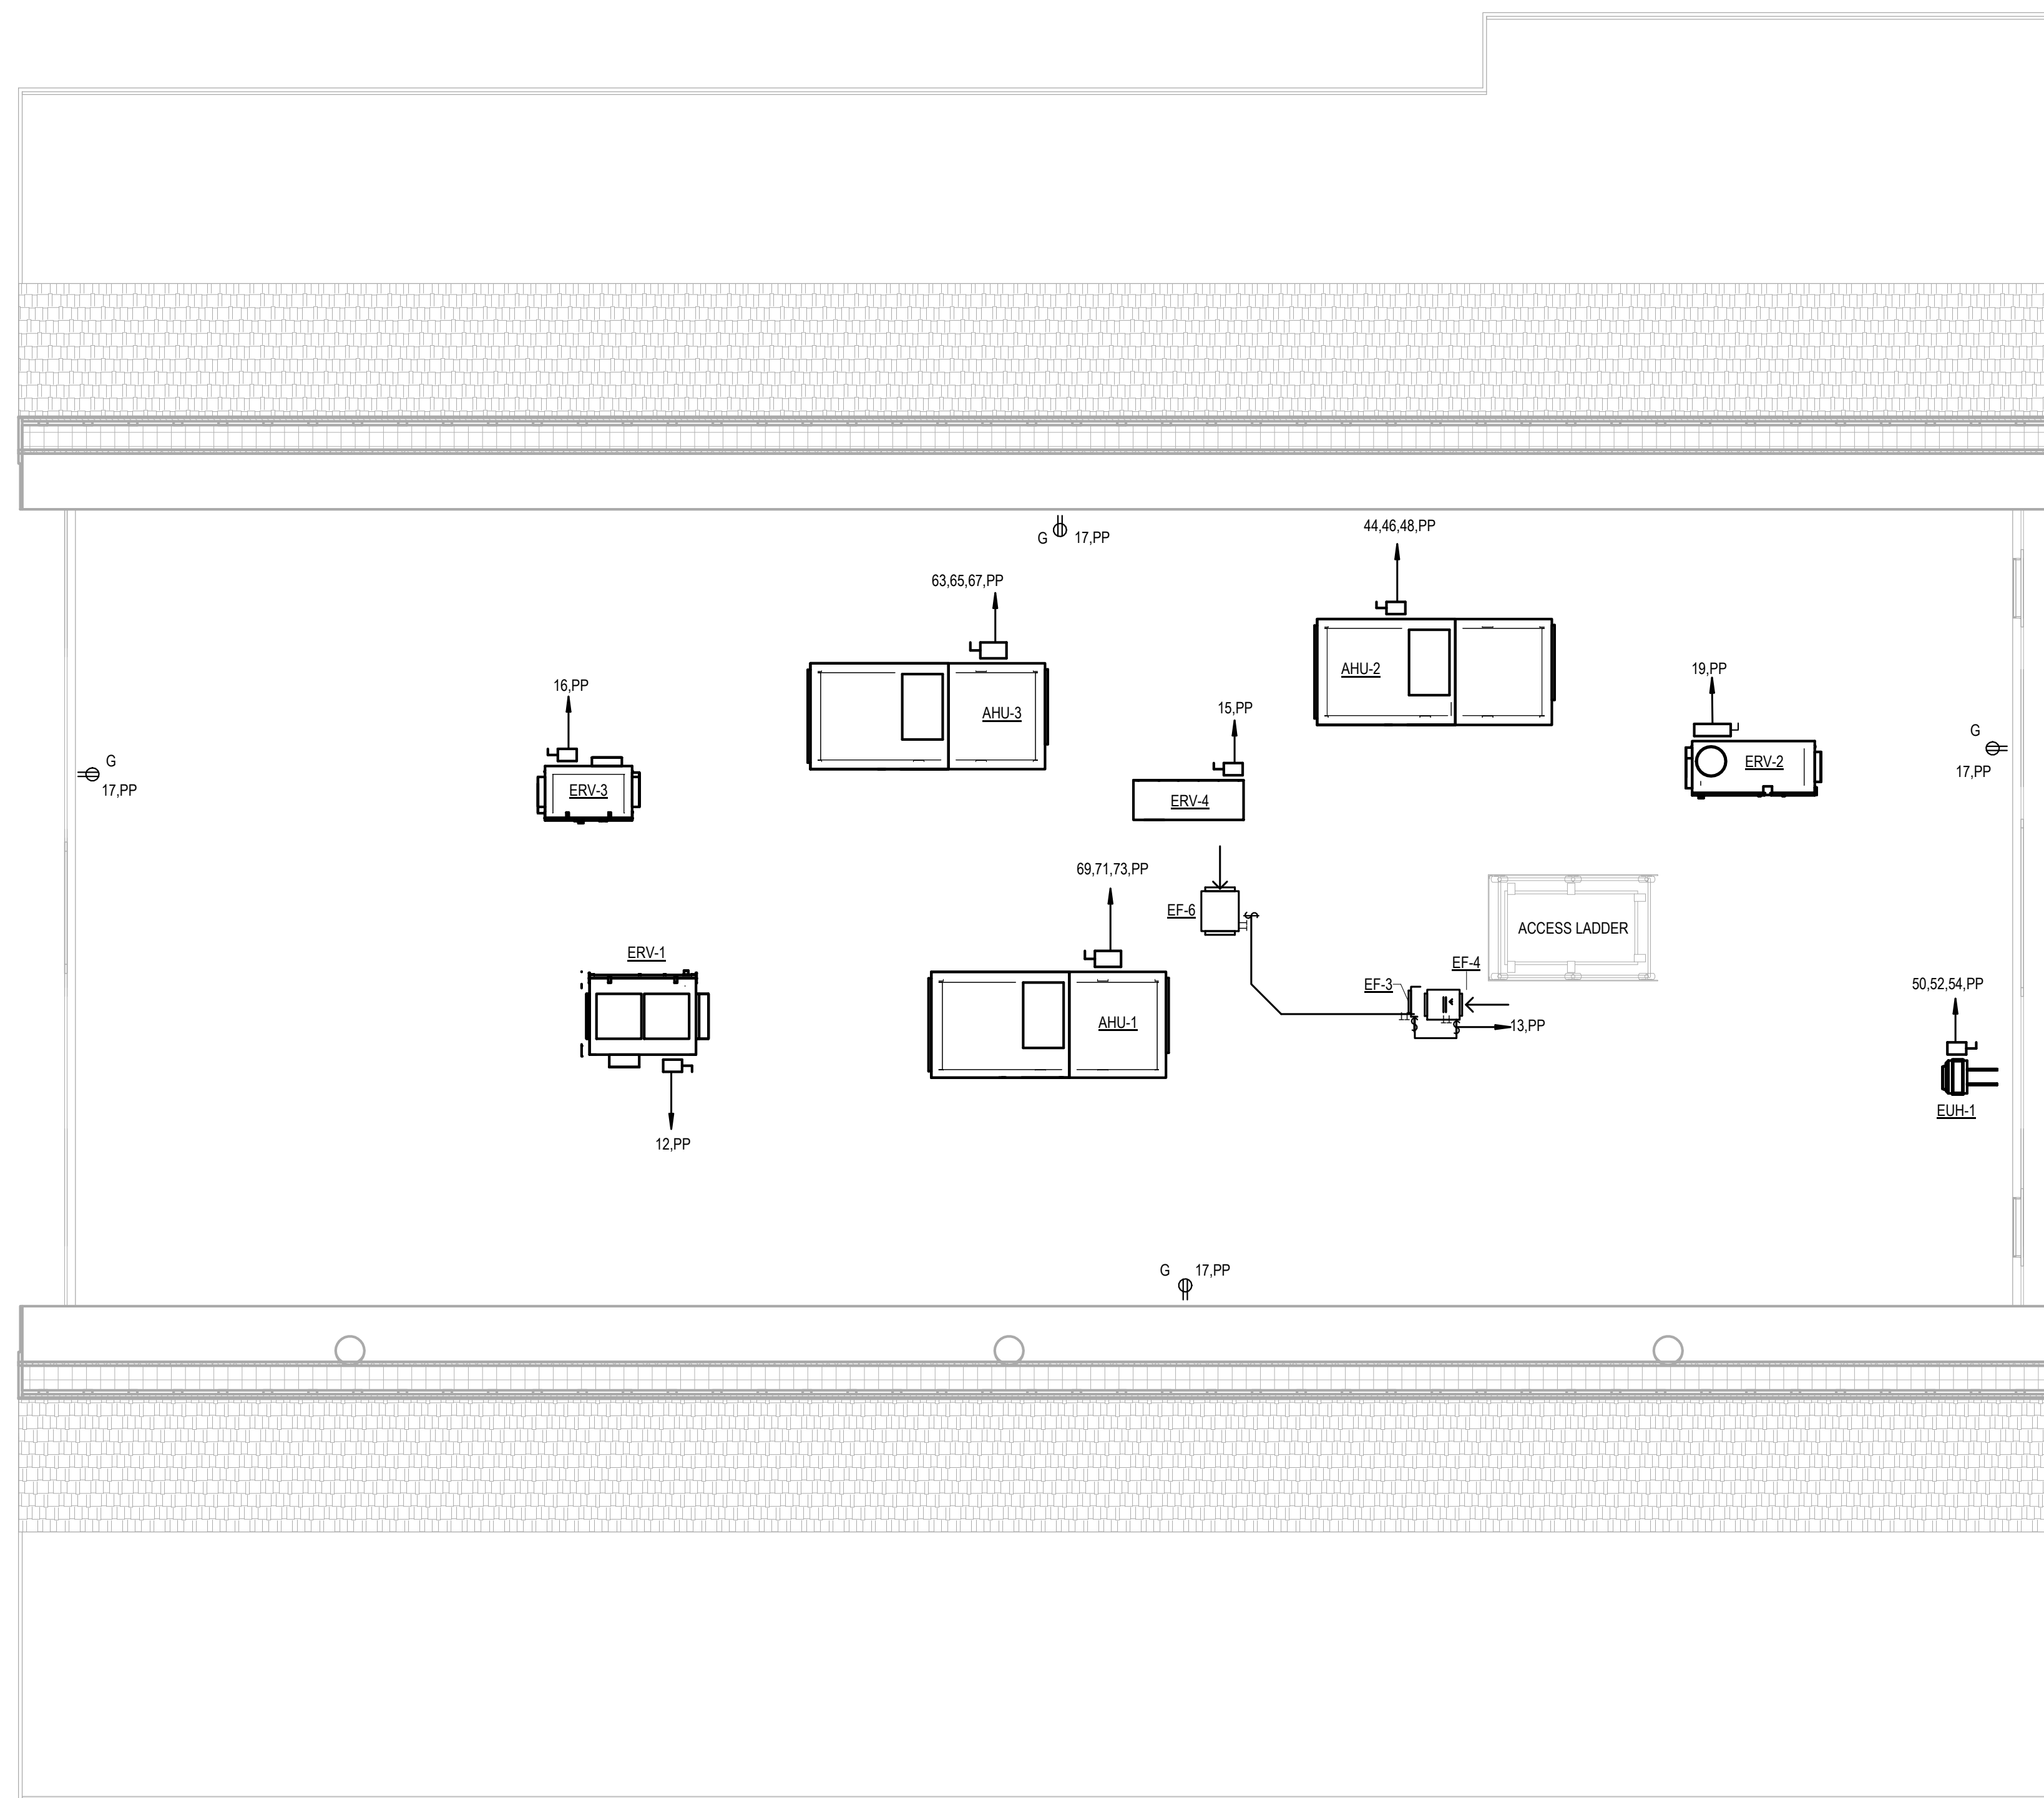 44,46,48,PP
G
17,PP
63,65,67,PP
AHU-2
19,PP
16,PP
15,PP
AHU-3
G
17,PP
ERV-2
G
17,PP
ERV-3
ERV-4
69,71,73,PP
EF-6
ACCESS LADDER
ERV-1
EF-4
EF-3
50,52,54,PP
AHU-1
13,PP
EUH-1
12,PP
G
17,PP